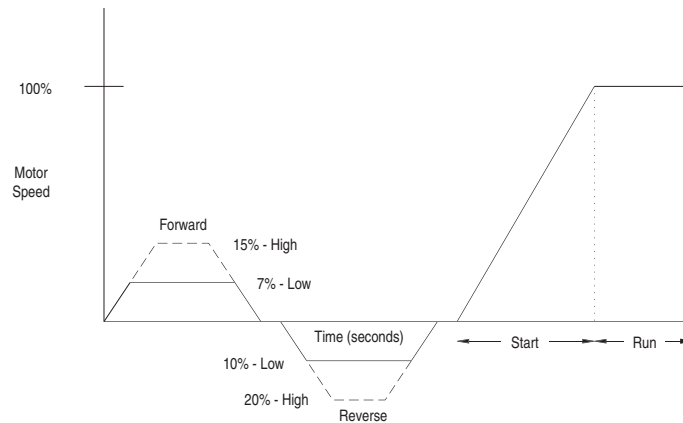 100%
Motor
Speed
Forward
15% - High
7% - Low
Time (seconds)
Start
Run
10% - Low
20% - High
Reverse